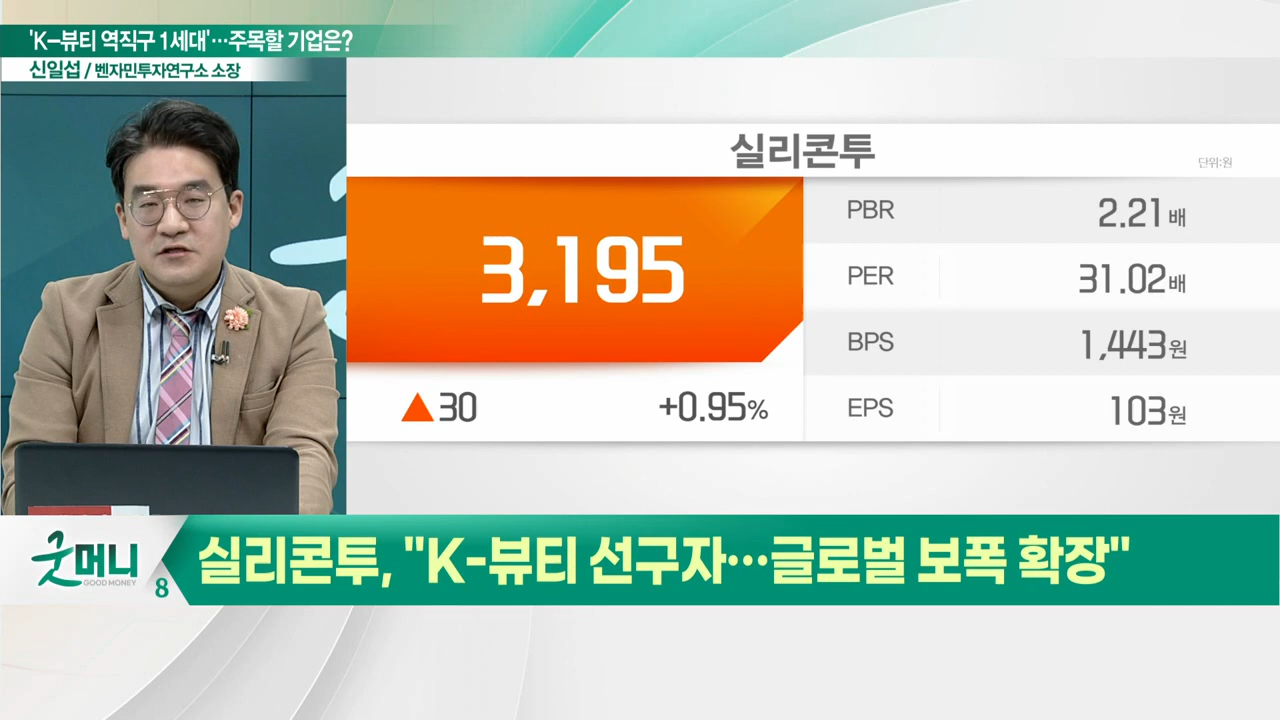 'K-뷰티 역직구 1세대'…주목할 기업은?
신일섭 / 벤자민투자연구소 소장
실리콘투
단위:원
3,195
▲30 +0.95%
PBR 2.21배
PER 31.02배
BPS 1,443원
EPS 103원
굿머니
GOOD MONEY
8
실리콘투, "K-뷰티 선구자…글로벌 보폭 확장"